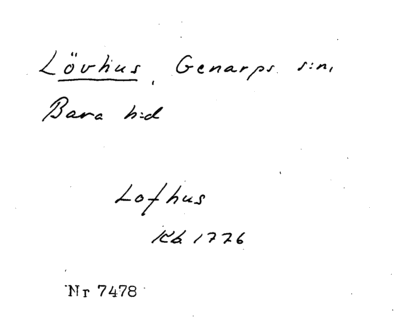 Lövhus, Genarps s:n,
Bara h:d
Lofhus
Kb 1776
Nr 7478